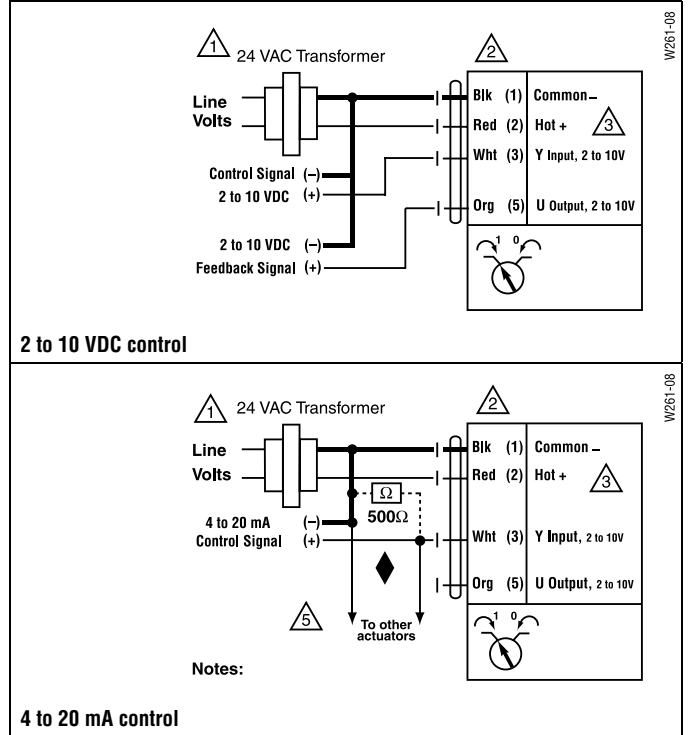 W261-08
1
24 VAC Transformer
2
Line
Volts
Blk (1) Common –
Red (2) Hot +
3
Wht (3) Y Input, 2 to 10V
Control Signal (–)
2 to 10 VDC (+)
Org (5) U Output, 2 to 10V
2 to 10 VDC (–)
Feedback Signal (+)
1 0
2 to 10 VDC control
W261-08
1
24 VAC Transformer
2
Line
Volts
Blk (1) Common –
Red (2) Hot +
3
Ω
500Ω
4 to 20 mA (–)
Control Signal (+)
Wht (3) Y Input, 2 to 10V
Org (5) U Output, 2 to 10V
5
To other
actuators
1 0
Notes:
4 to 20 mA control